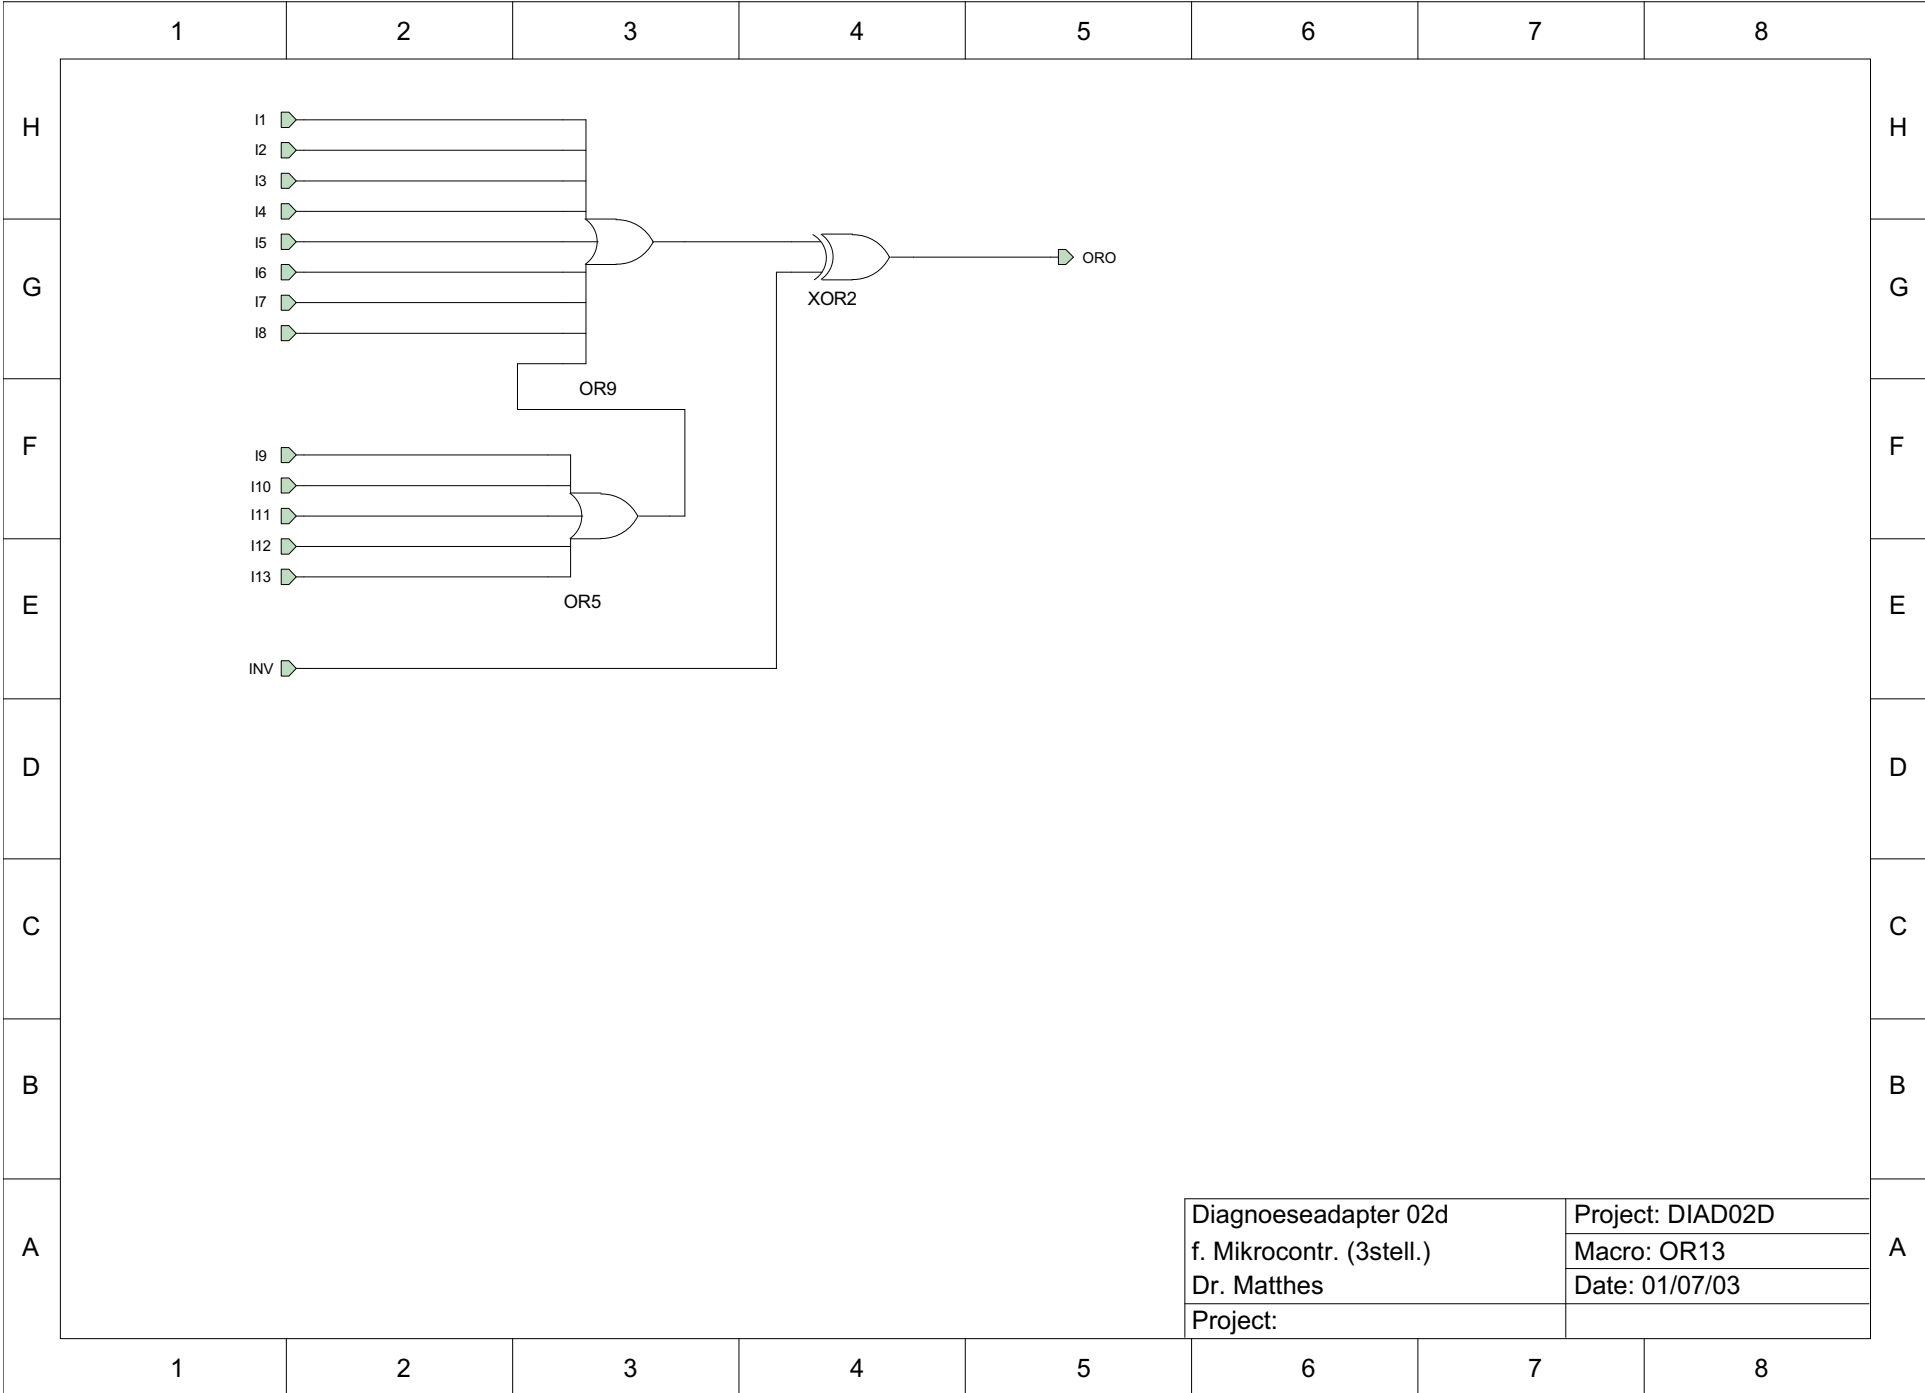 1 2 3 4 5 6 7 8
H H
I1
I2
I3
I4
I5
I6
I7
I8
G G
ORO
XOR2
OR9
F F
I9
I10
I11
I12
I13
OR5
E E
INV
D D
C C
B B
A A
Diagnoeseadapter 02d
f. Mikrocontr. (3stell.)
Dr. Matthes
Project:
Project: DIAD02D
Macro: OR13
Date: 01/07/03
1 2 3 4 5 6 7 8